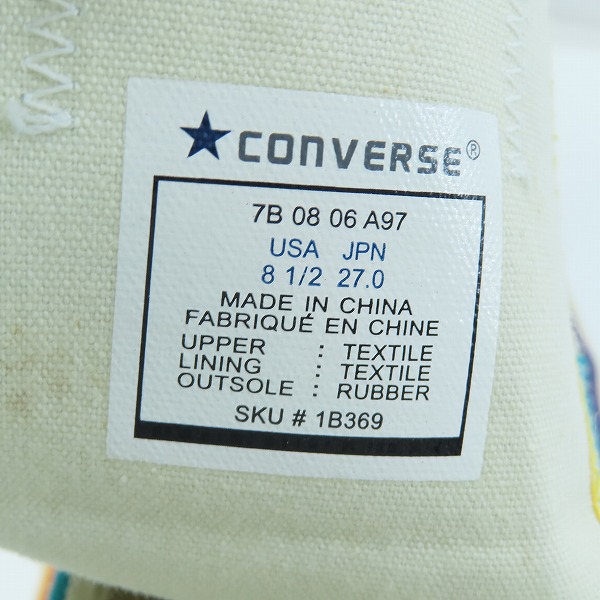 ★ CONVERSE®
7B 08 06 A97
USA JPN
8 1/2 27.0
MADE IN CHINA
FABRIQUÉ EN CHINE
UPPER : TEXTILE
LINING : TEXTILE
OUTSOLE : RUBBER
SKU # 1B369